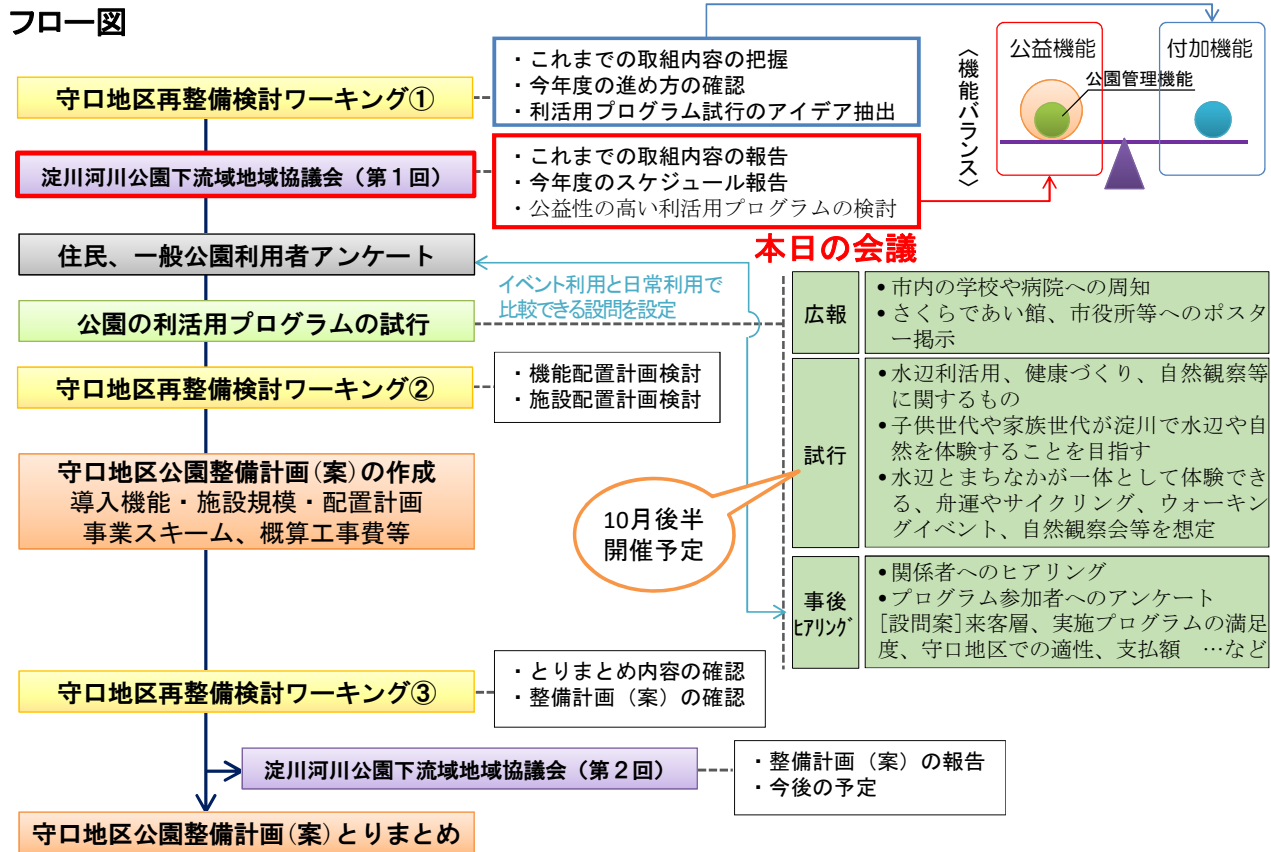 フロー図
守口地区再整備検討ワーキング①
・これまでの取組内容の把握
・今年度の進め方の確認
・利活用プログラム試行のアイデア抽出
〈機能バランス〉
公益機能
付加機能
公園管理機能
淀川河川公園下流域地域協議会（第１回）
・これまでの取組内容の報告
・今年度のスケジュール報告
・公益性の高い利活用プログラムの検討
本日の会議
住民、一般公園利用者アンケート
イベント利用と日常利用で
比較できる設問を設定
公園の利活用プログラムの試行
広報
•市内の学校や病院への周知
•さくらであい館、市役所等へのポスタ
ー掲示
守口地区再整備検討ワーキング②
・機能配置計画検討
・施設配置計画検討
試行
•水辺利活用、健康づくり、自然観察等
に関するもの
•子供世代や家族世代が淀川で水辺や自
然を体験することを目指す
•水辺とまちなかが一体として体験でき
る、舟運やサイクリング、ウォーキン
グイベント、自然観察会等を想定
10月後半
開催予定
守口地区公園整備計画(案)の作成
導入機能・施設規模・配置計画
事業スキーム、概算工事費等
事後
ﾋｱﾘﾝｸﾞ
•関係者へのヒアリング
•プログラム参加者へのアンケート
[設問案]来客層、実施プログラムの満足
度、守口地区での適性、支払額　…など
守口地区再整備検討ワーキング③
・とりまとめ内容の確認
・整備計画（案）の確認
淀川河川公園下流域地域協議会（第２回）
・整備計画（案）の報告
・今後の予定
守口地区公園整備計画(案)とりまとめ